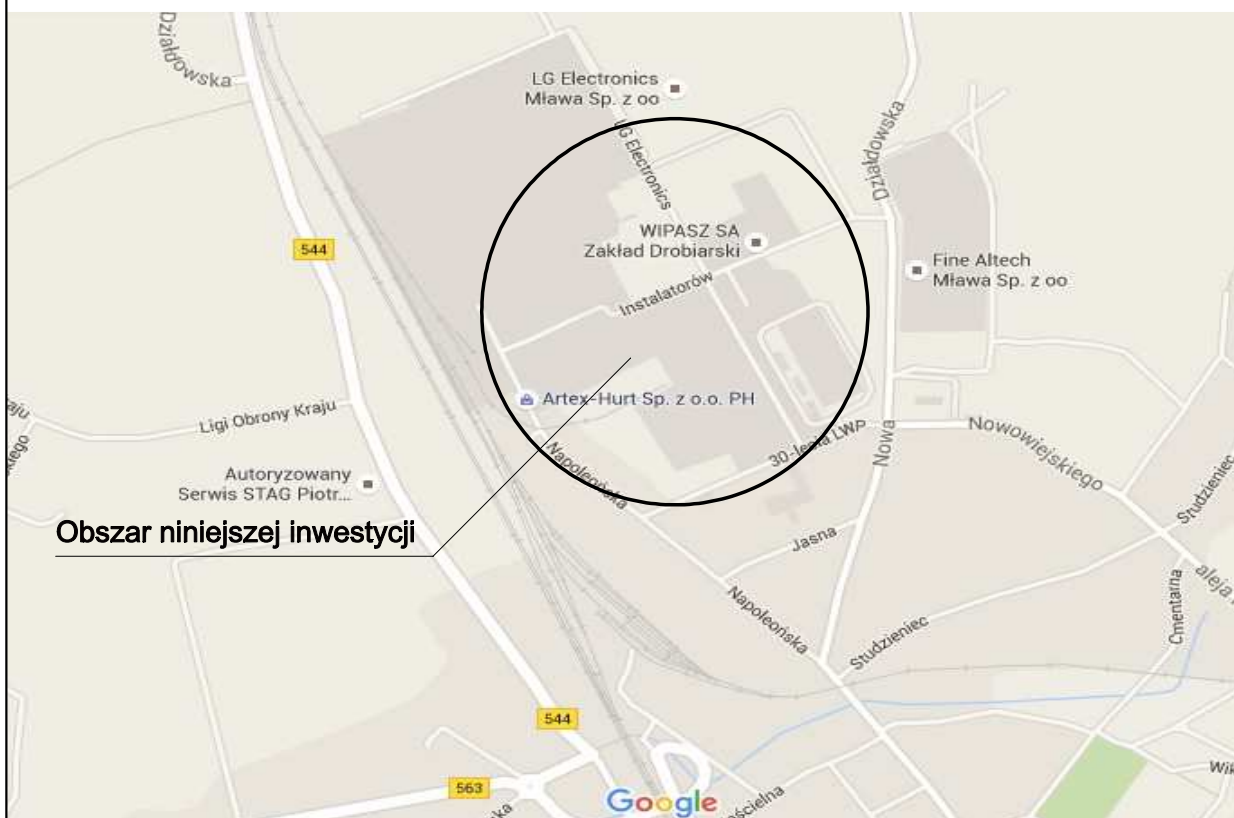 Działdowska
LG Electronics
Mława Sp. z oo
LG Electronics
Działdowska
WIPASZ SA
Zakład Drobiarski
544
Fine Altech
Mława Sp. z oo
Instalatorów
Artex-Hurt Sp. z o.o. PH
Ligi Obrony Kraju
30-lecia LWP
Nowa
Nowowiejskiego
Napoleońska
Autoryzowany
Serwis STAG Piotr...
Studzieniec
Obszar niniejszej inwestycji
Jasna
aleja
Cmentarna
Napoleońska
Studzieniec
544
563
Google